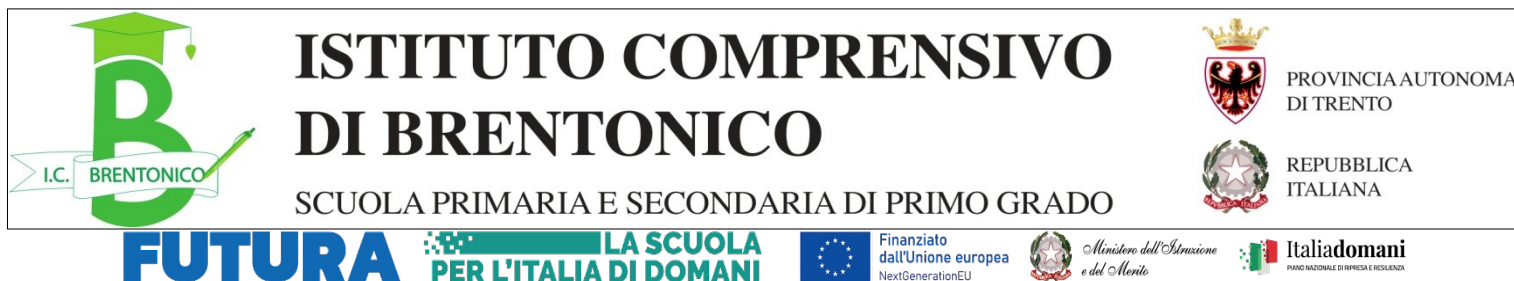 ISTITUTO COMPRENSIVO
DI BRENTONICO
SCUOLA PRIMARIA E SECONDARIA DI PRIMO GRADO
I.C. BRENTONICO
PROVINCIA AUTONOMA
DI TRENTO
REPUBBLICA
ITALIANA
FUTURA
LA SCUOLA
PER L'ITALIA DI DOMANI
Finanziato
dall'Unione europea
NextGenerationEU
Ministero dell'Istruzione
e del Merito
Italiadomani
PIANO NAZIONALE DI RIPRESA E RESILIENZA